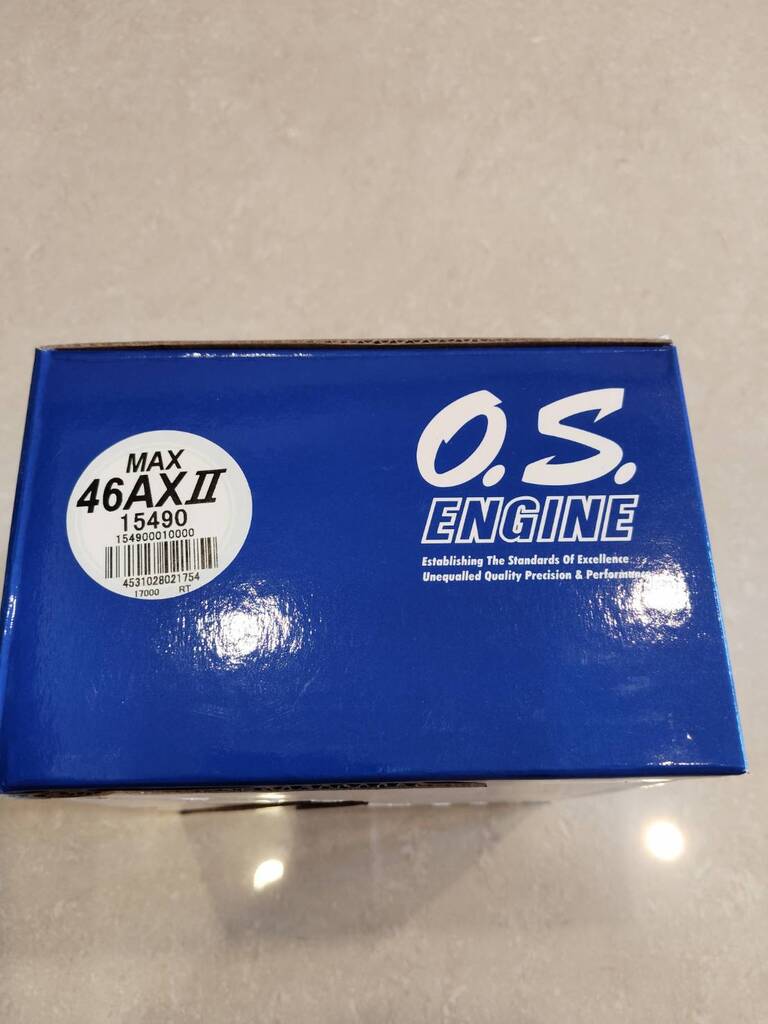 MAX
46AXII
15490
154900010000
4531028021754
17000 RT
O.S.
ENGINE
Establishing The Standards Of Excellence
Unequalled Quality Precision & Performance